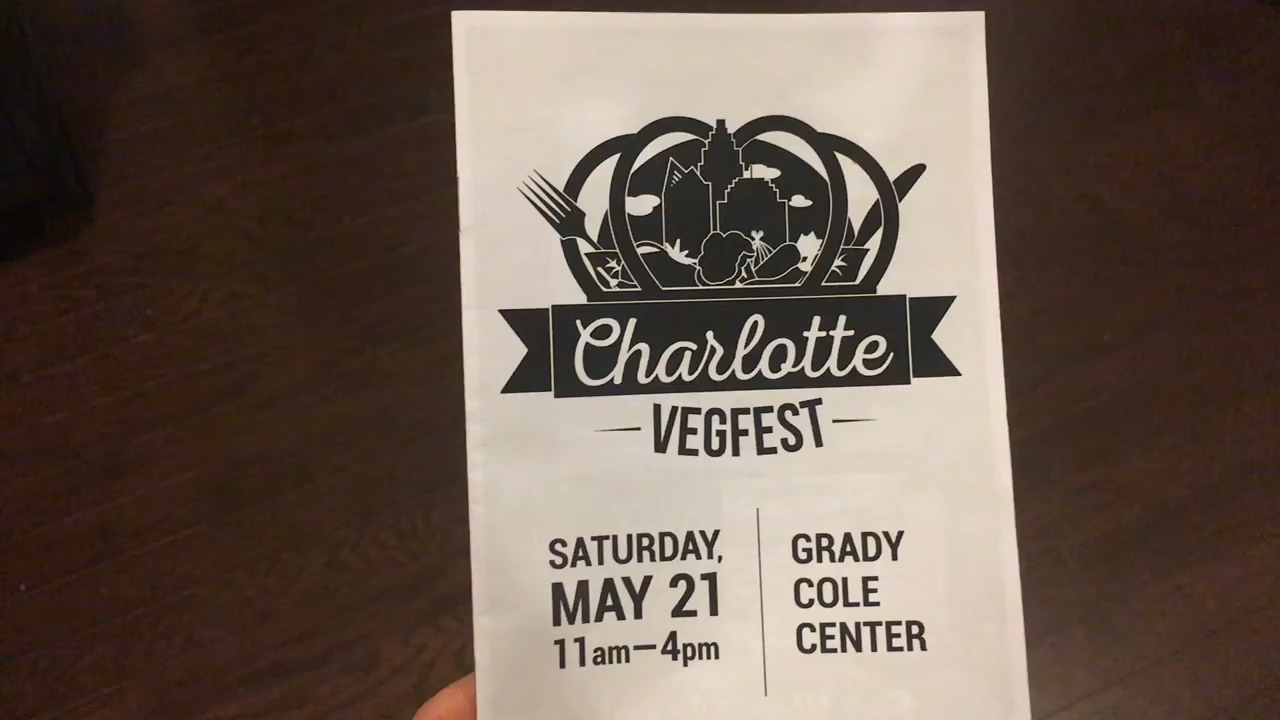 Charlotte
VEGFEST
SATURDAY,
MAY 21
11am–4pm
GRADY
COLE
CENTER